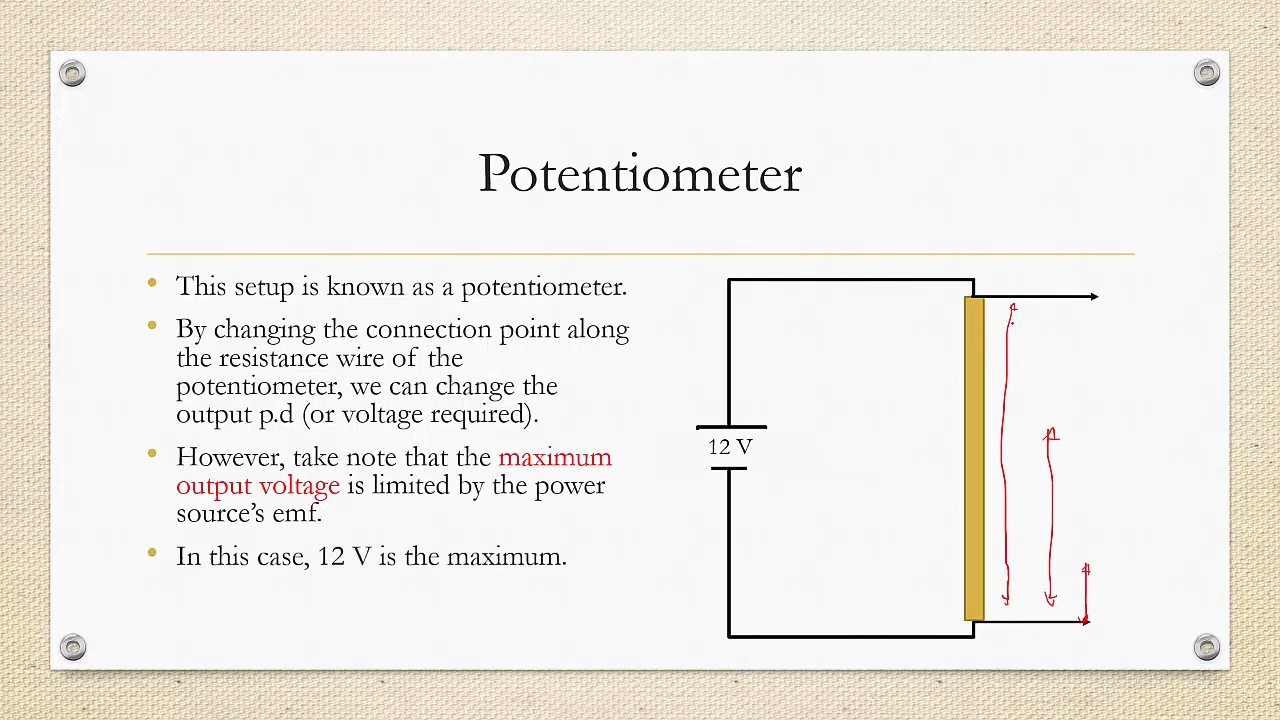 Potentiometer
• This setup is known as a potentiometer.
• By changing the connection point along
the resistance wire of the
potentiometer, we can change the
output p.d (or voltage required).
• However, take note that the maximum
output voltage is limited by the power
source’s emf.
• In this case, 12 V is the maximum.
12 V